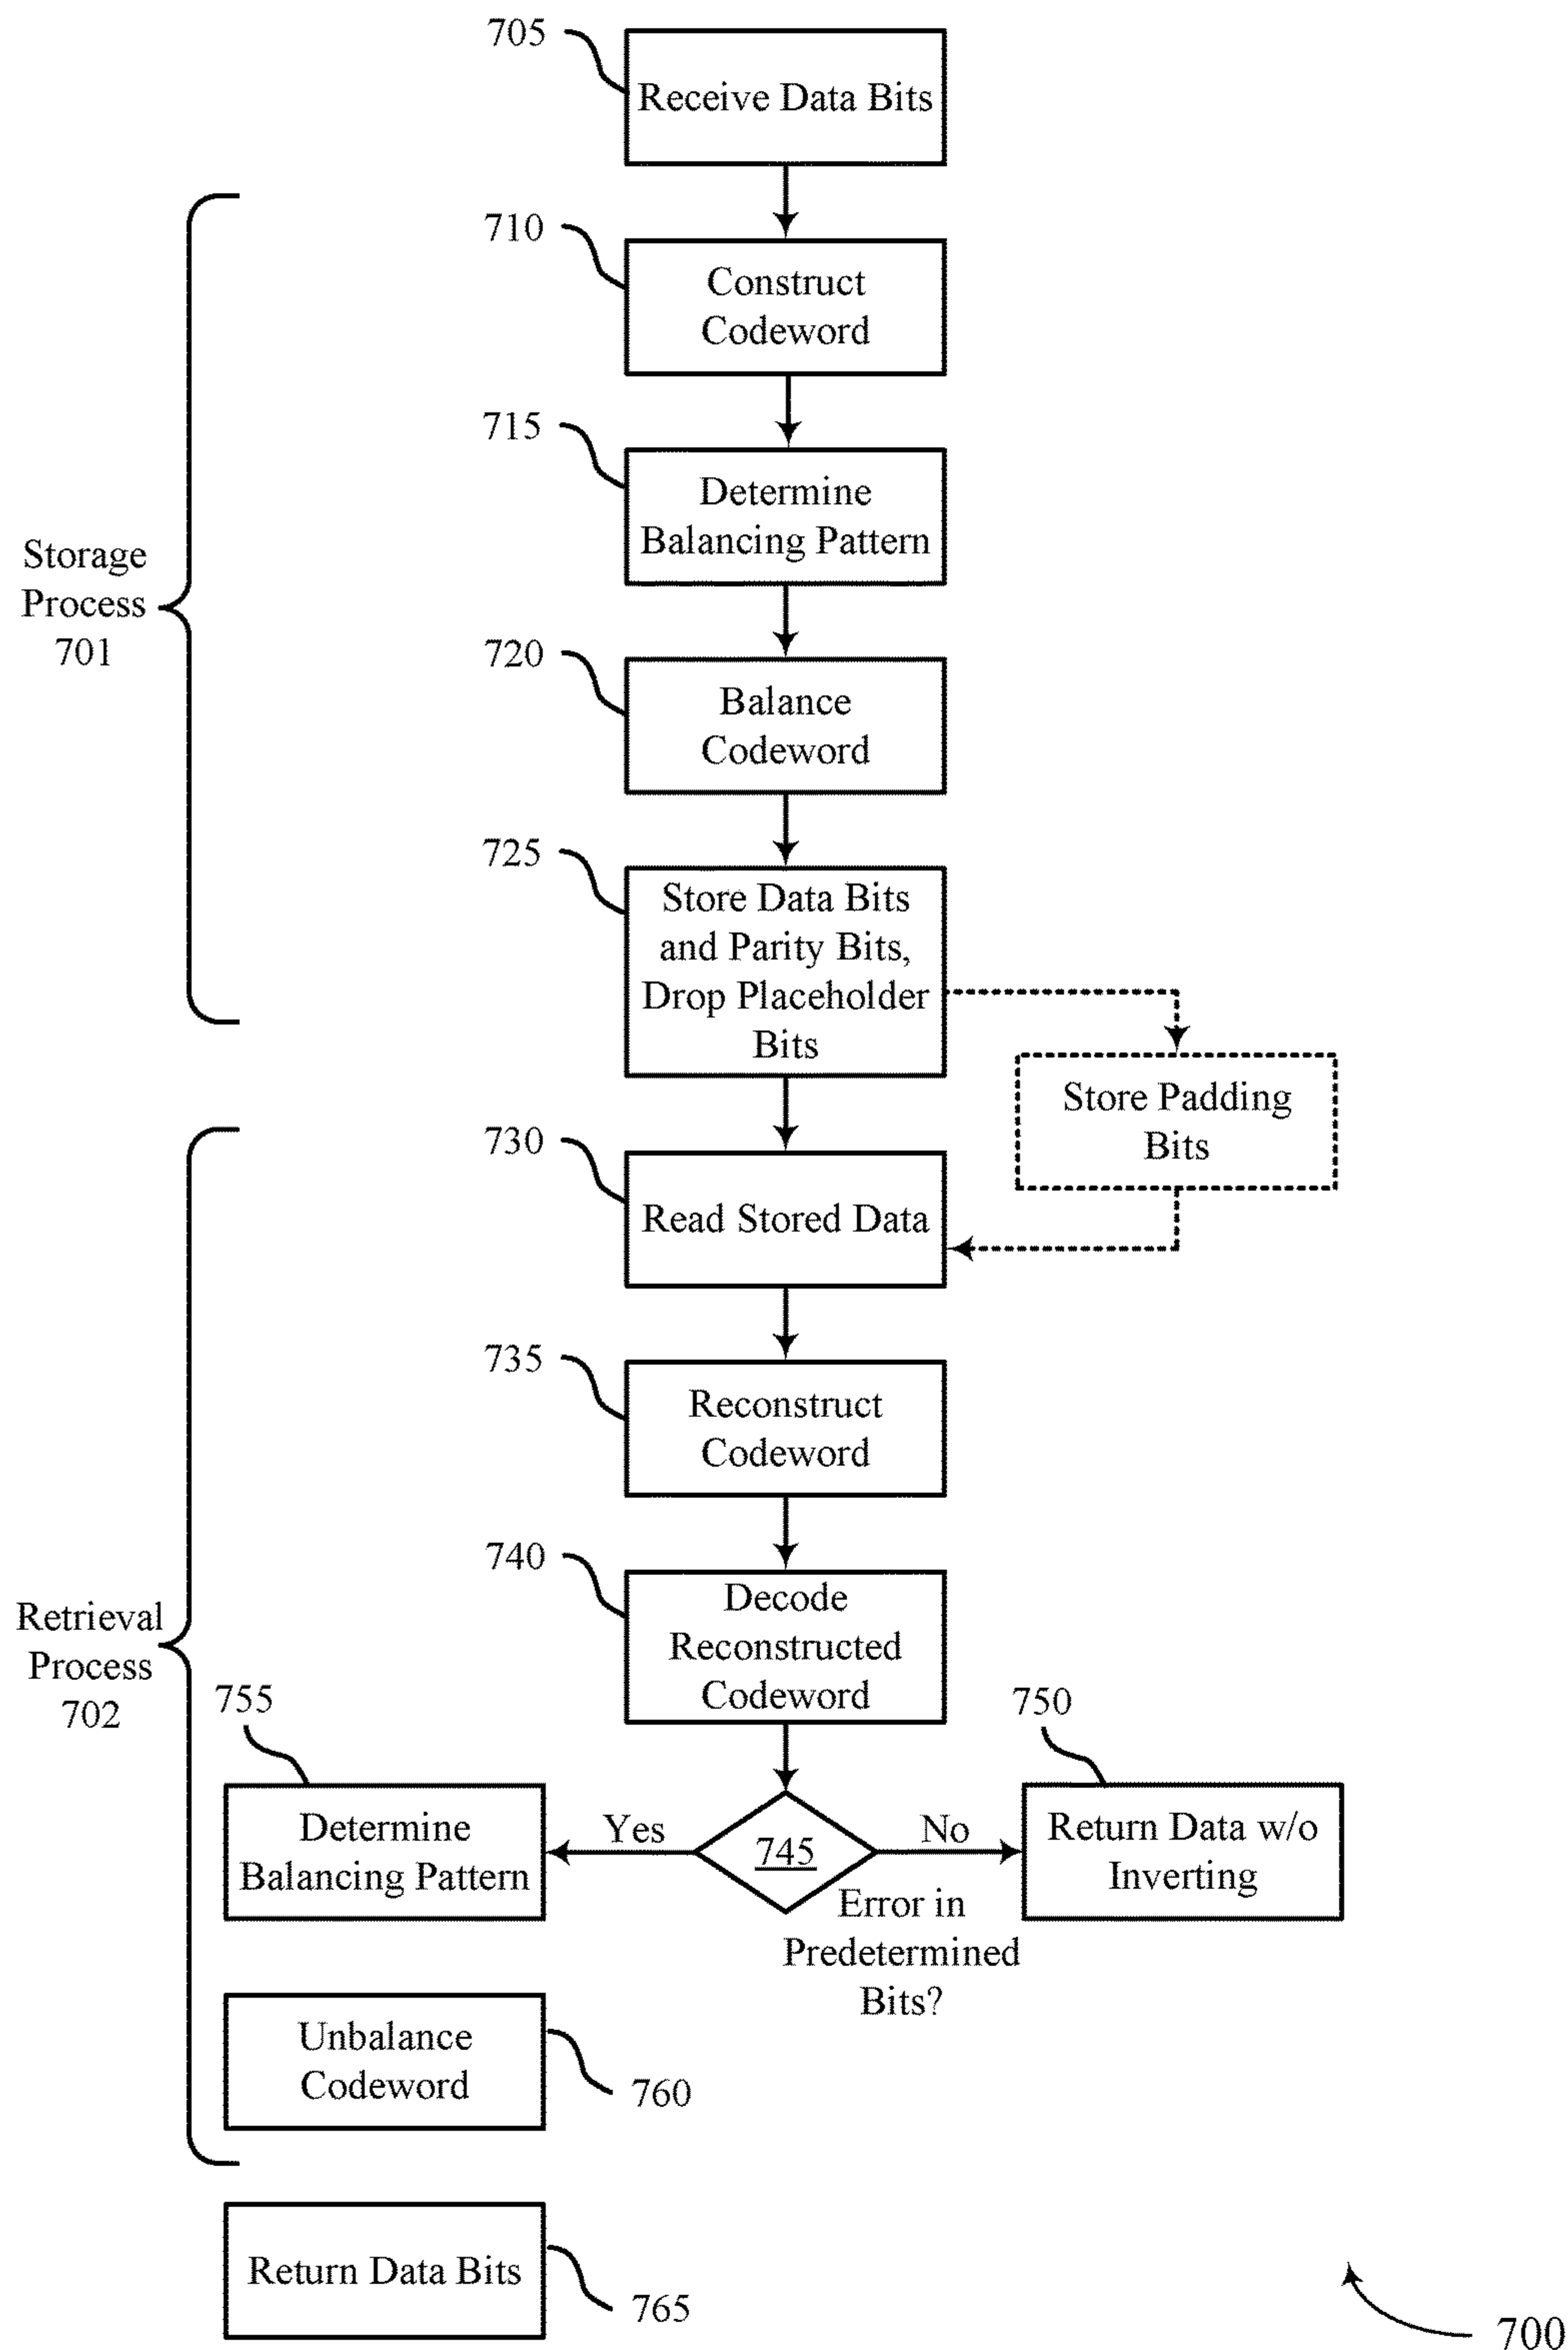 705
Receive Data Bits
710
Construct
Codeword
715
Determine
Balancing Pattern
Storage
Process
701
720
Balance
Codeword
725
Store Data Bits
and Parity Bits,
Drop Placeholder
Bits
Store Padding
Bits
730
Read Stored Data
735
Reconstruct
Codeword
740
Decode
Reconstructed
Codeword
Retrieval
Process
702
755
Determine
Balancing Pattern
Yes
745
No
Error in
Predetermined
Bits?
750
Return Data w/o
Inverting
Unbalance
Codeword
760
Return Data Bits
765
700